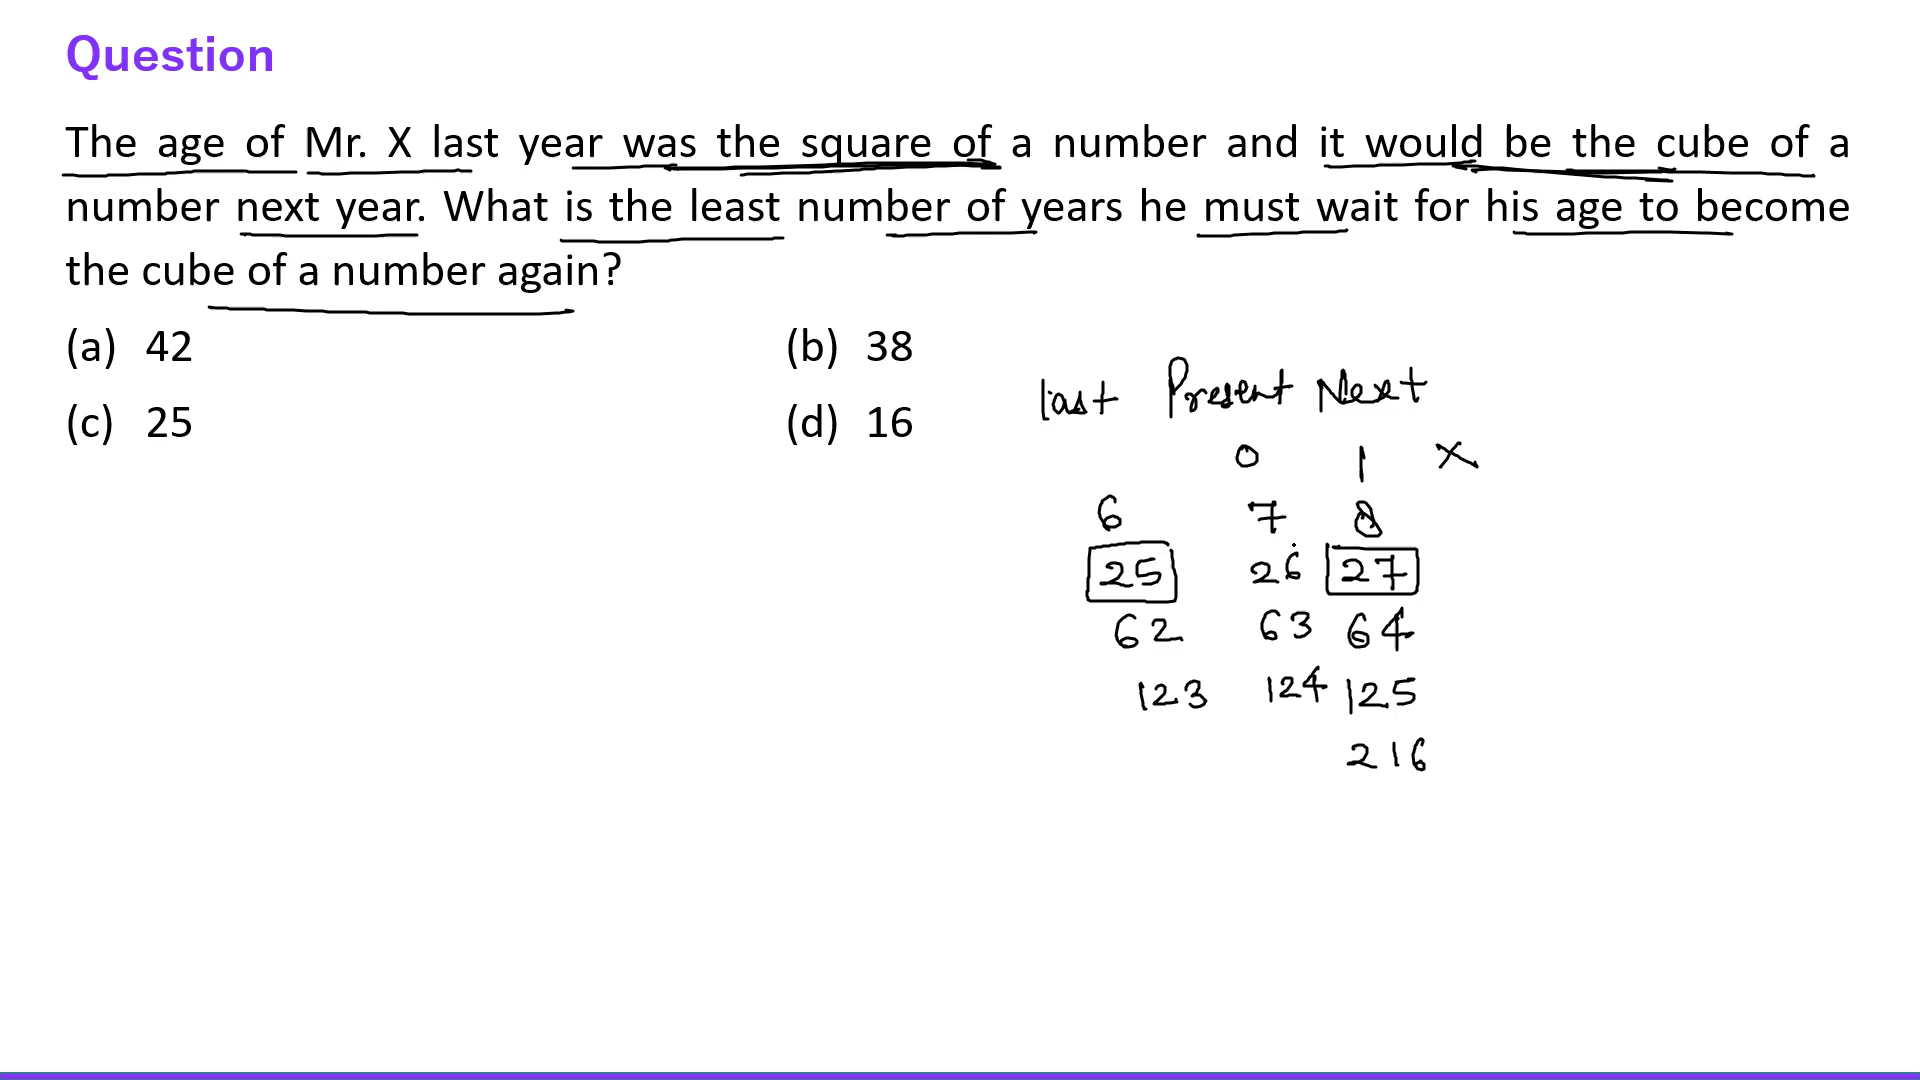 Question
The age of Mr. X last year was the square of a number and it would be the cube of a
number next year. What is the least number of years he must wait for his age to become
the cube of a number again?
(a) 42 (b) 38
(c) 25 (d) 16
last Present Next
0 1 ×
6 7 8
25 26 27
62 63 64
123 124 125
216